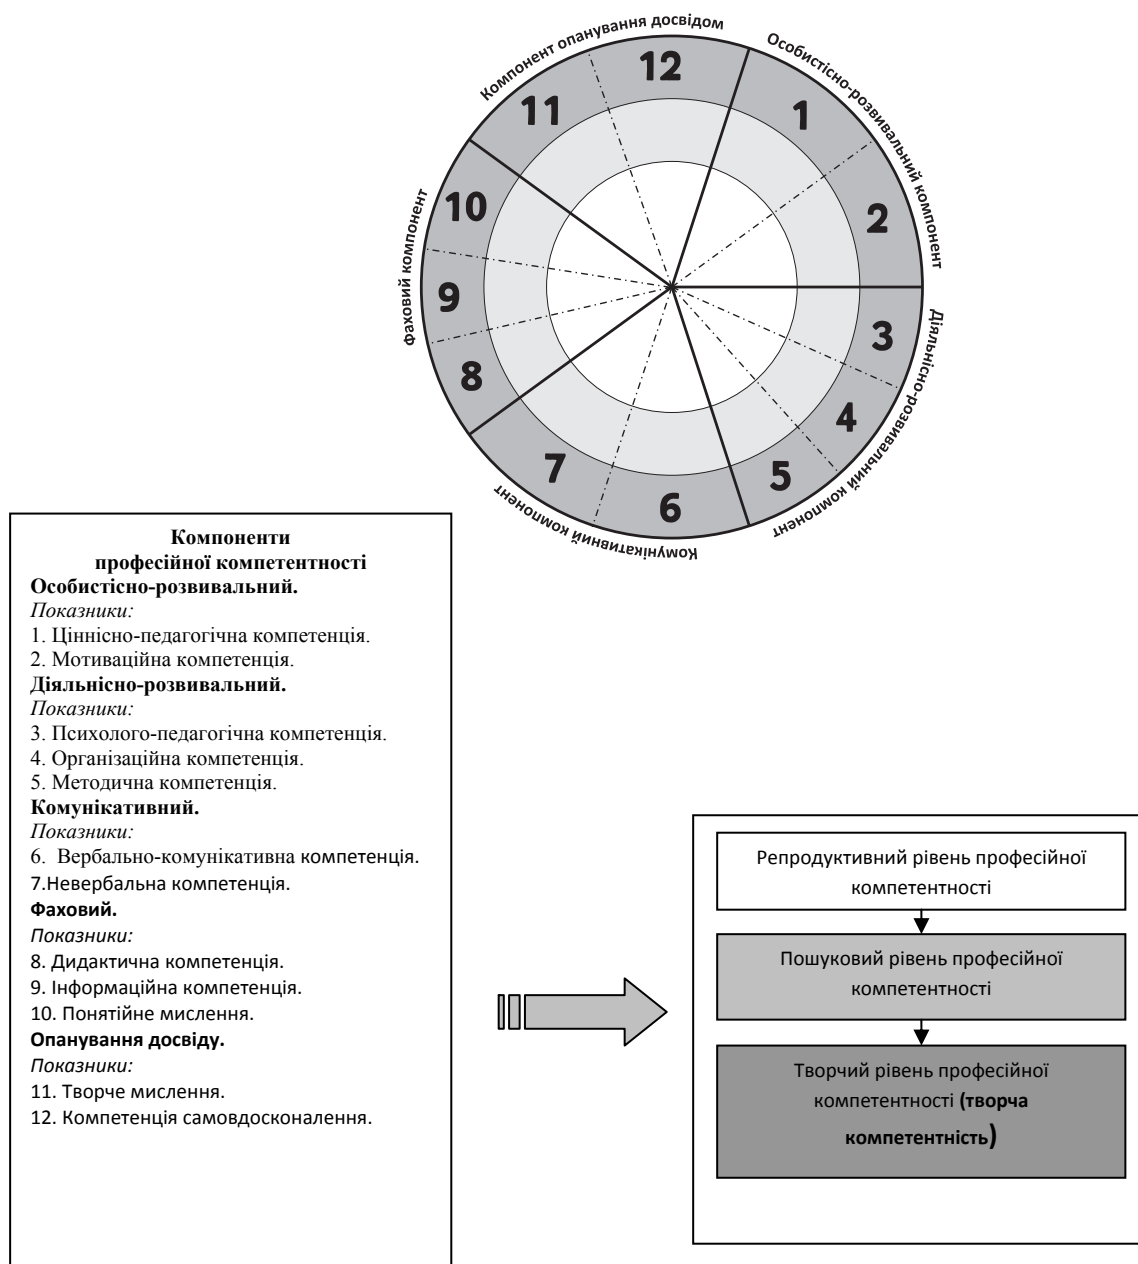 Компонент опанування досвідом
Особистісно-розвивальний компонент
Діяльнісно-розвивальний компонент
Комунікативний компонент
Фаховий компонент
12
1
2
3
4
5
6
7
8
9
10
11
Компоненти
професійної компетентності
Особистісно-розвивальний.
Показники:
1. Ціннісно-педагогічна компетенція.
2. Мотиваційна компетенція.
Діяльнісно-розвивальний.
Показники:
3. Психолого-педагогічна компетенція.
4. Організаційна компетенція.
5. Методична компетенція.
Комунікативний.
Показники:
6. Вербально-комунікативна компетенція.
7.Невербальна компетенція.
Фаховий.
Показники:
8. Дидактична компетенція.
9. Інформаційна компетенція.
10. Понятійне мислення.
Опанування досвіду.
Показники:
11. Творче мислення.
12. Компетенція самовдосконалення.
Репродуктивний рівень професійної
компетентності
Пошуковий рівень професійної
компетентності
Творчий рівень професійної
компетентності (творча
компетентність)